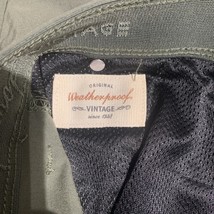 ORIGINAL
Weatherproof
VINTAGE
since 1948